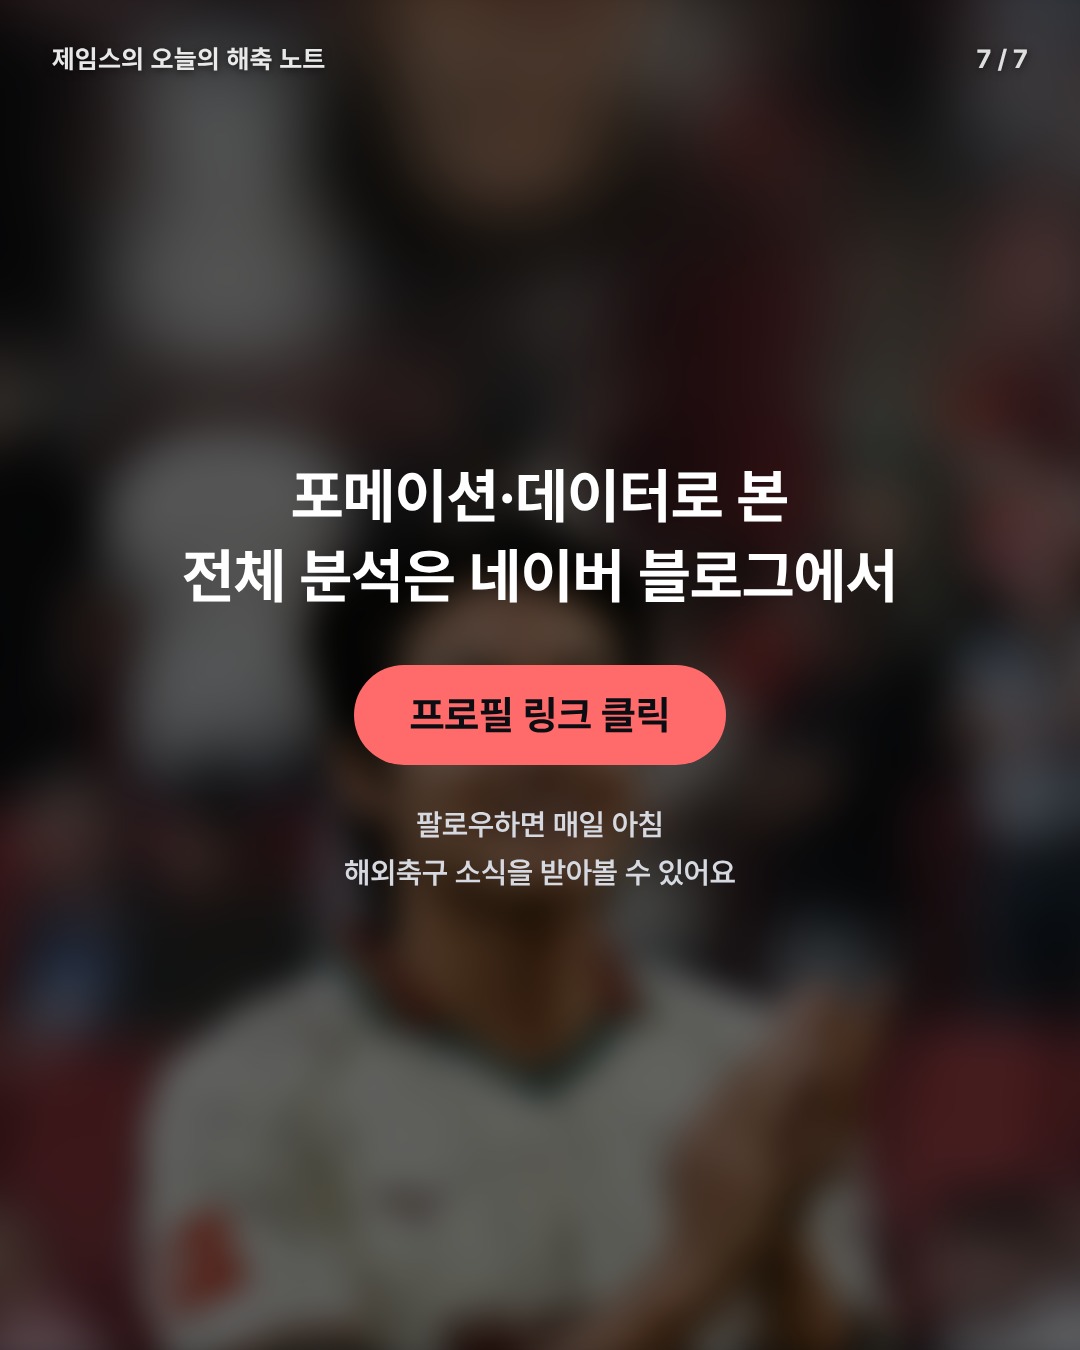 제임스의 오늘의 해축 노트
7 / 7
포메이션·데이터로 본
전체 분석은 네이버 블로그에서
프로필 링크 클릭
팔로우하면 매일 아침
해외축구 소식을 받아볼 수 있어요